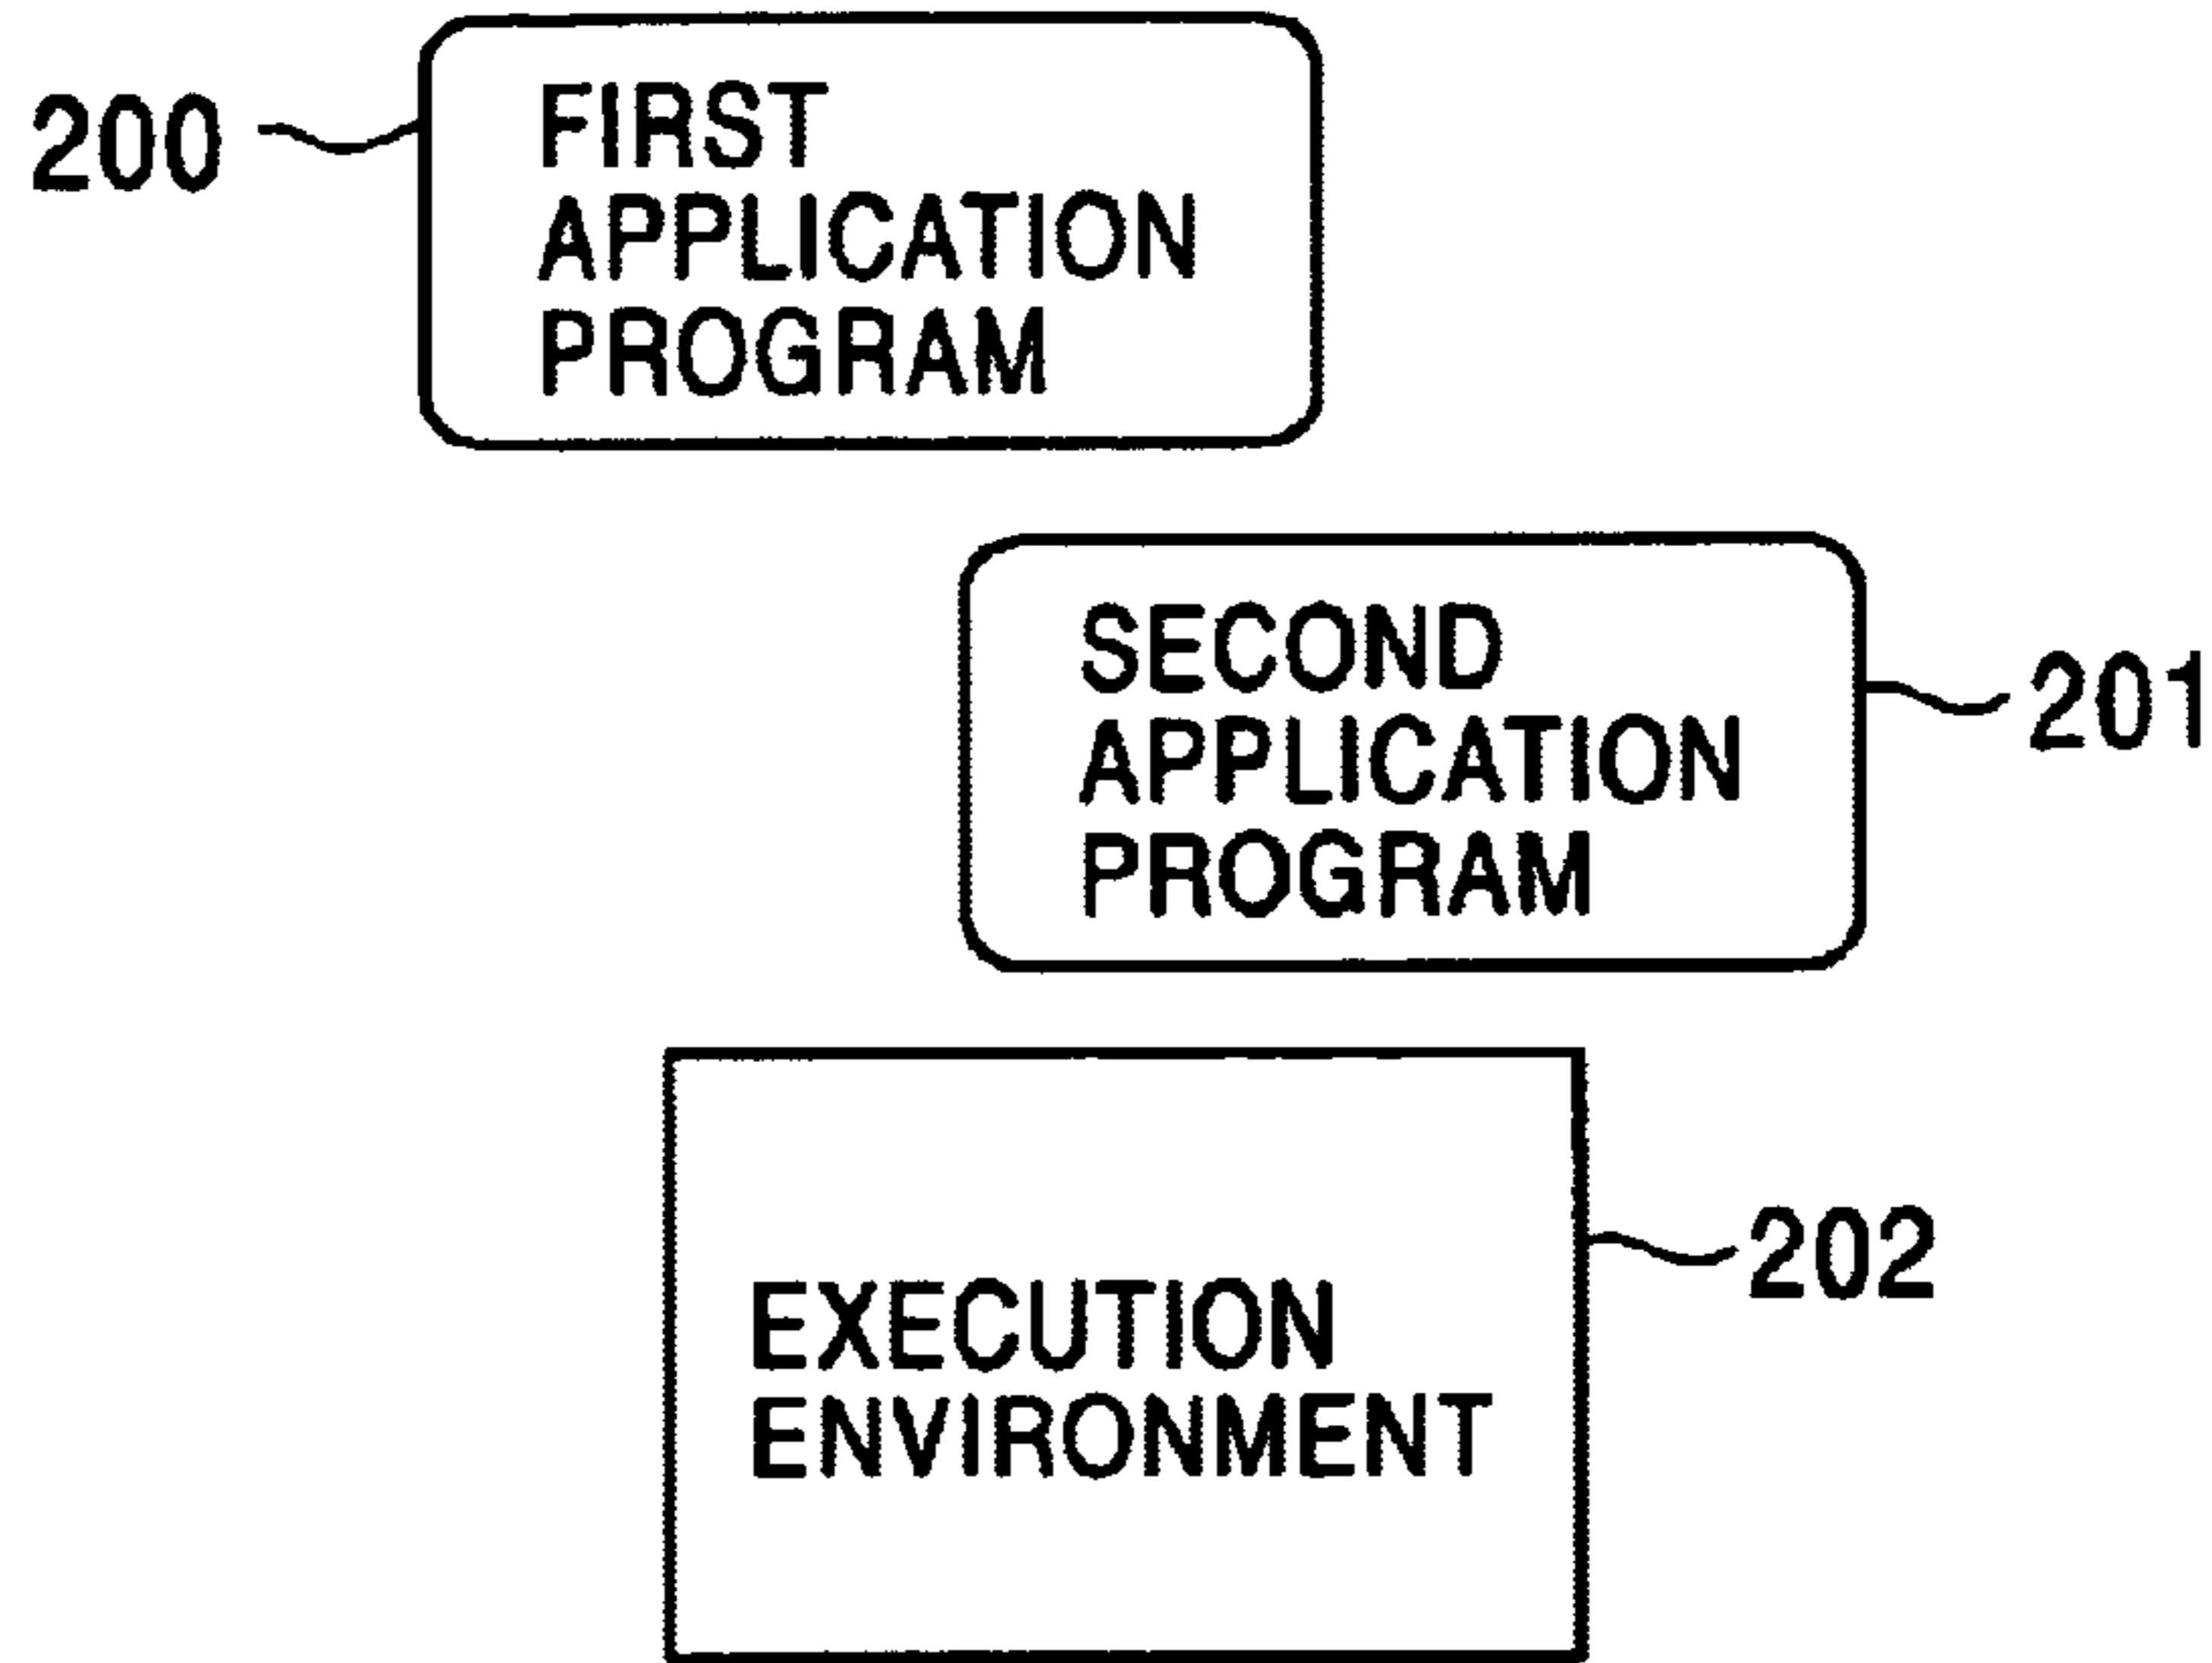 200
FIRST
APPLICATION
PROGRAM
SECOND
APPLICATION
PROGRAM
201
202
EXECUTION
ENVIRONMENT